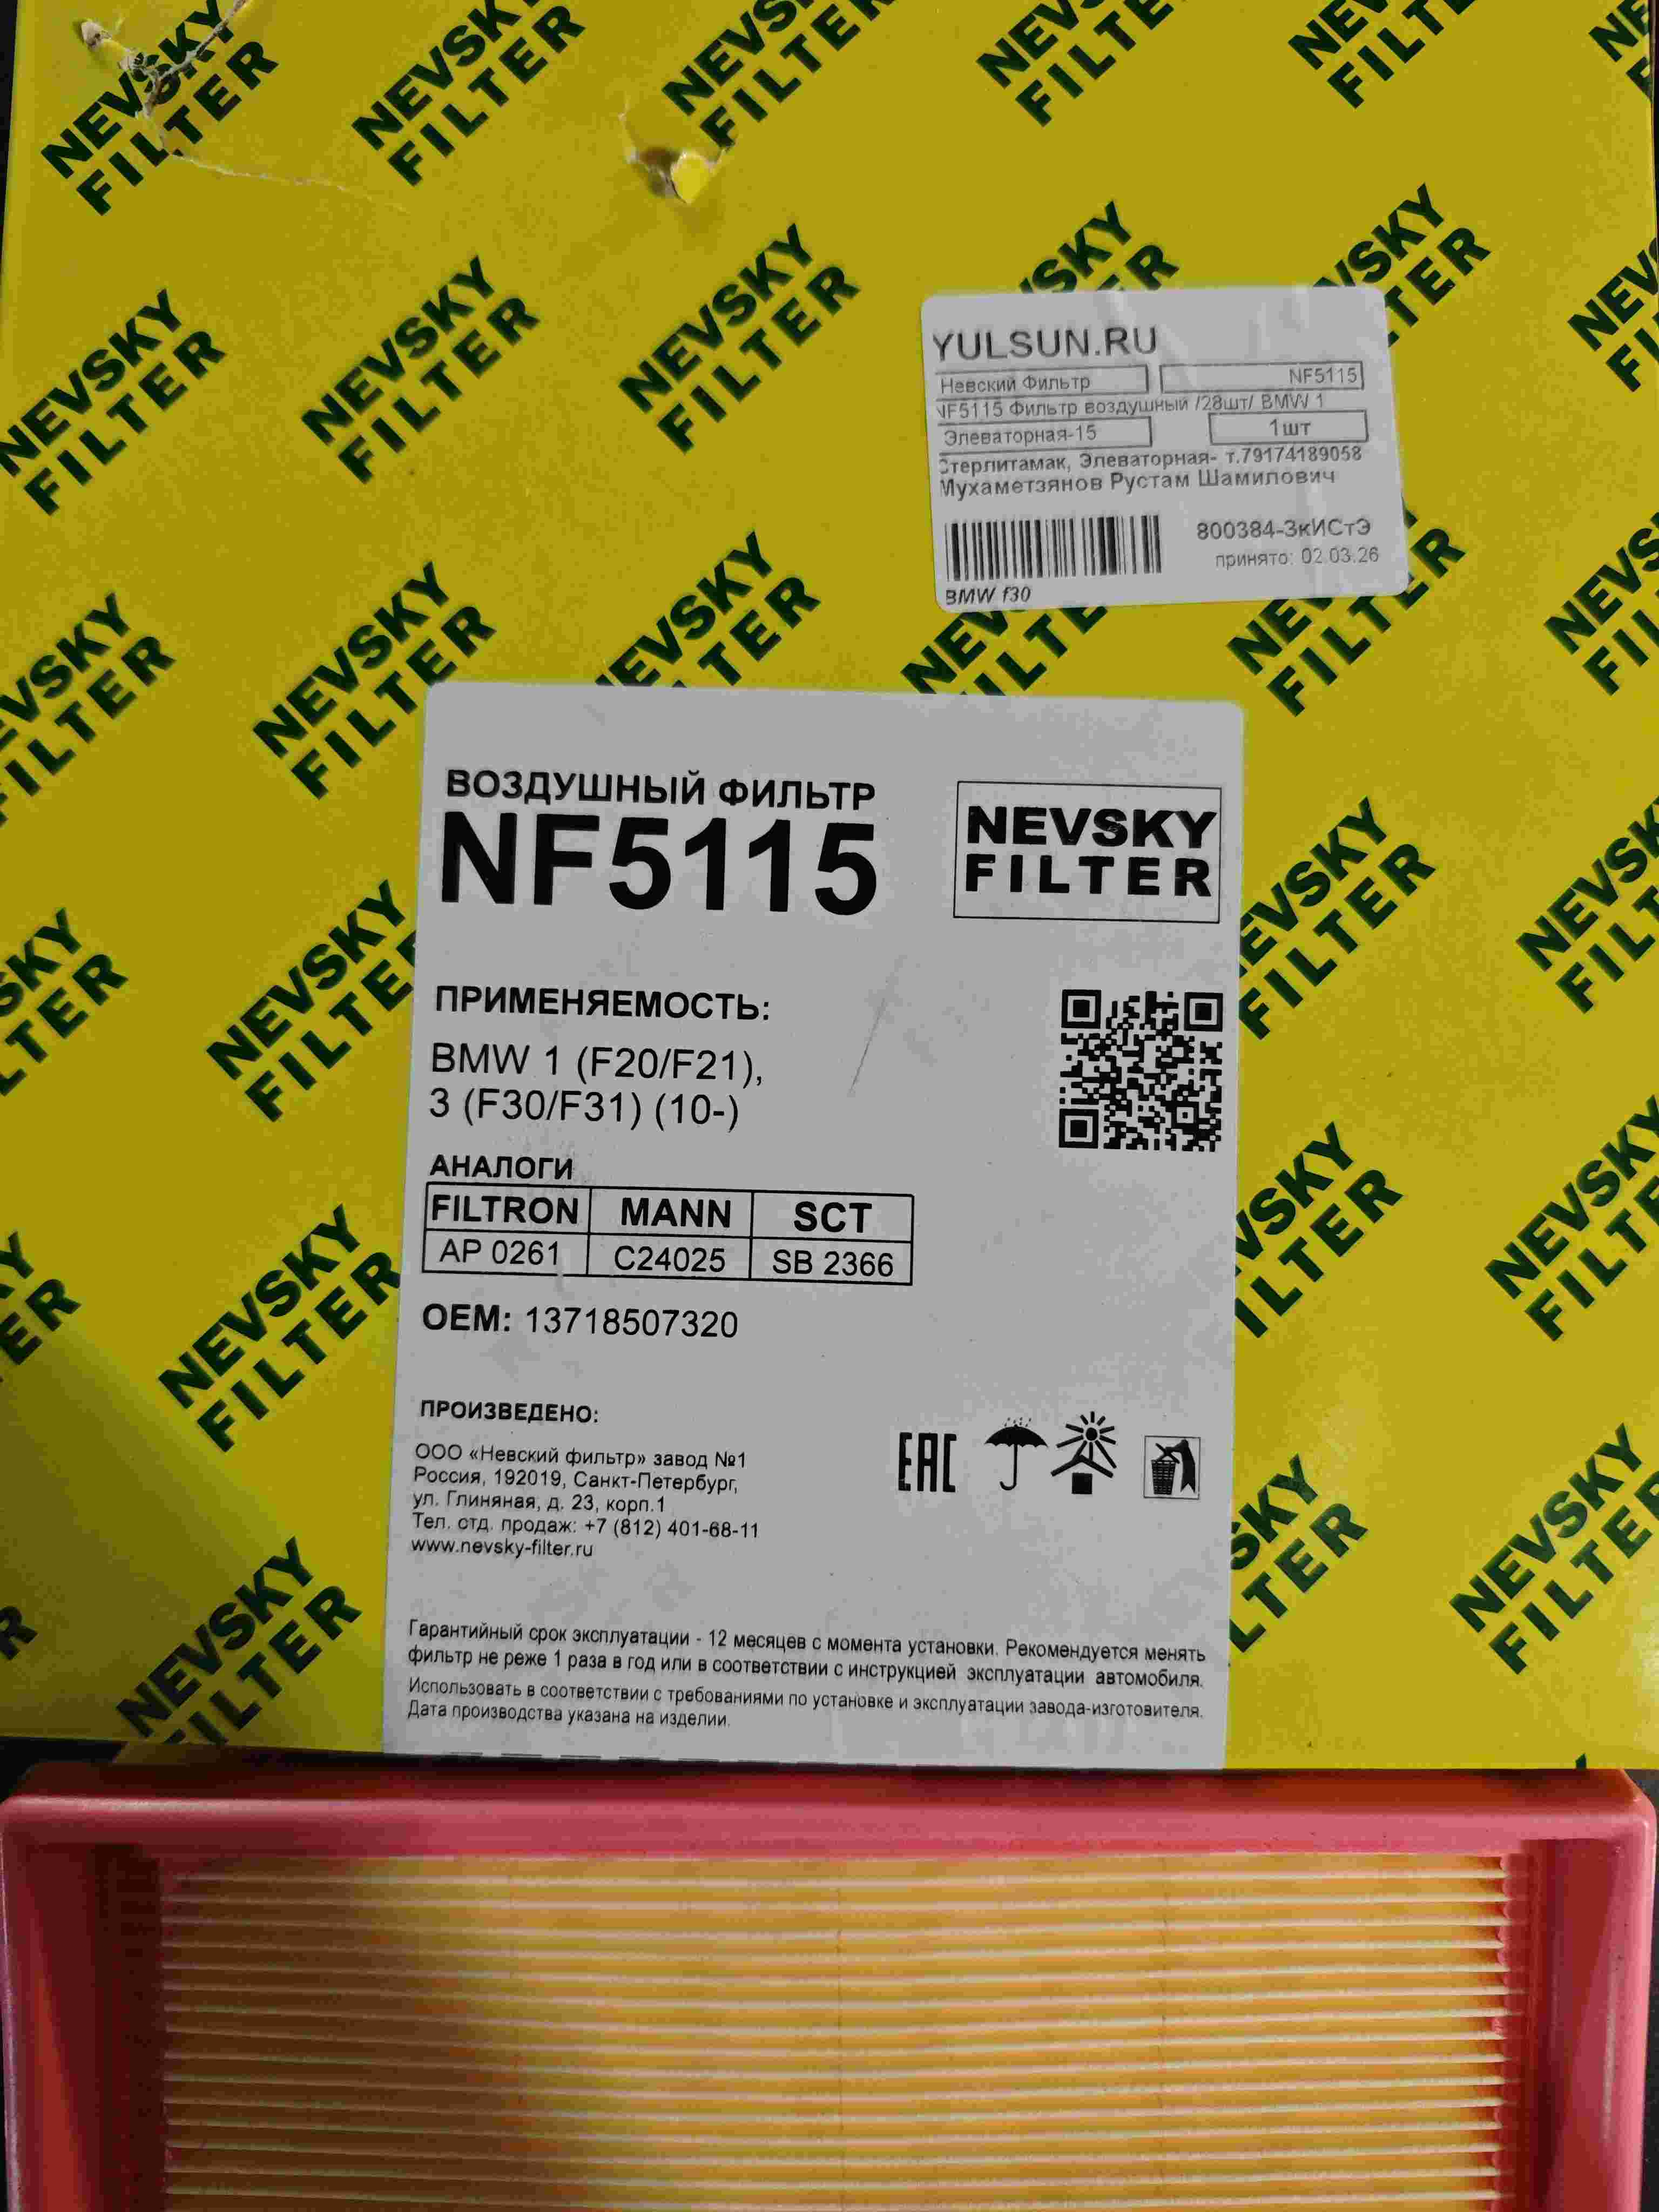 YULSUN.RU
Невский Фильтр NF5115
NF5115 Фильтр воздушный /28шт/ BMW 1
Элеваторная-15 1шт
Стерлитамак, Элеваторная- т.79174189058
Мухаметзянов Рустам Шамилович
800384-ЗкИСтЭ
принято: 02.03.26
BMW f30
ВОЗДУШНЫЙ ФИЛЬТР
NF5115
NEVSKY
FILTER
ПРИМЕНЯЕМОСТЬ:
BMW 1 (F20/F21),
3 (F30/F31) (10-)
АНАЛОГИ
FILTRON MANN SCT
AP 0261 C24025 SB 2366
OEM: 13718507320
ПРОИЗВЕДЕНО:
ООО «Невский фильтр» завод №1
Россия, 192019, Санкт-Петербург,
ул. Глиняная, д. 23, корп.1
Тел. отд. продаж: +7 (812) 401-68-11
www.nevsky-filter.ru
EAC
Гарантийный срок эксплуатации - 12 месяцев с момента установки. Рекомендуется менять
фильтр не реже 1 раза в год или в соответствии с инструкцией эксплуатации автомобиля.
Использовать в соответствии с требованиями по установке и эксплуатации завода-изготовителя.
Дата производства указана на изделии.
NEVSKY
FILTER